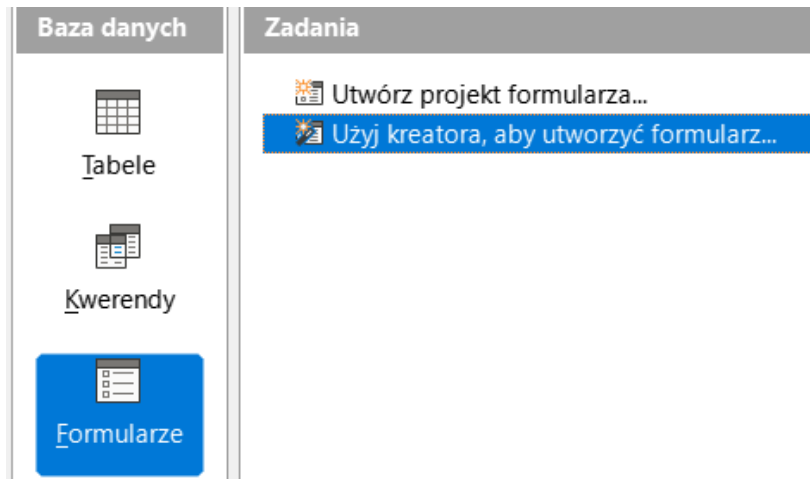 Baza danych
Zadania
Utwórz projekt formularza...
Użyj kreatora, aby utworzyć formularz...
Tabele
Kwerendy
Formularze